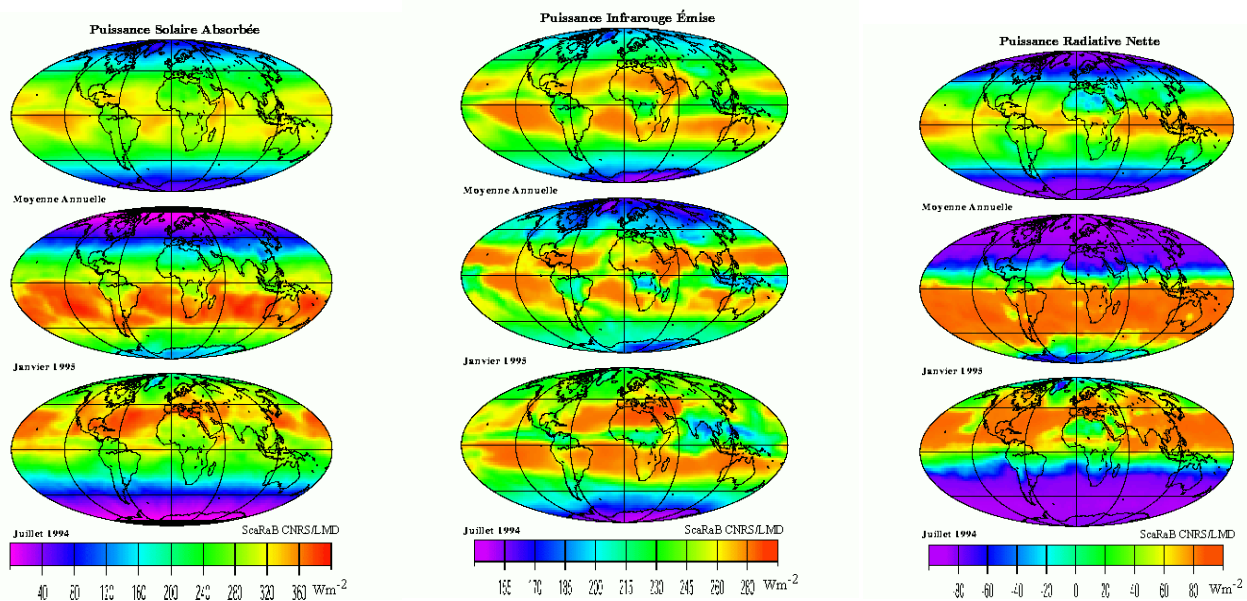 Puissance Solaire Absorbée
Moyenne Annuelle
Janvier 1995
Juillet 1994
ScaRaB CNRS/LMD
40 80 120 160 200 240 280 320 360 Wm-2
Puissance Infrarouge Émise
Moyenne Annuelle
Janvier 1995
Juillet 1994
ScaRaB CNRS/LMD
155 170 185 200 215 230 245 260 280 Wm-2
Puissance Radiative Nette
Moyenne Annuelle
Janvier 1995
Juillet 1994
ScaRaB CNRS/LMD
-80 -60 -40 -20 0 20 40 60 80 Wm-2